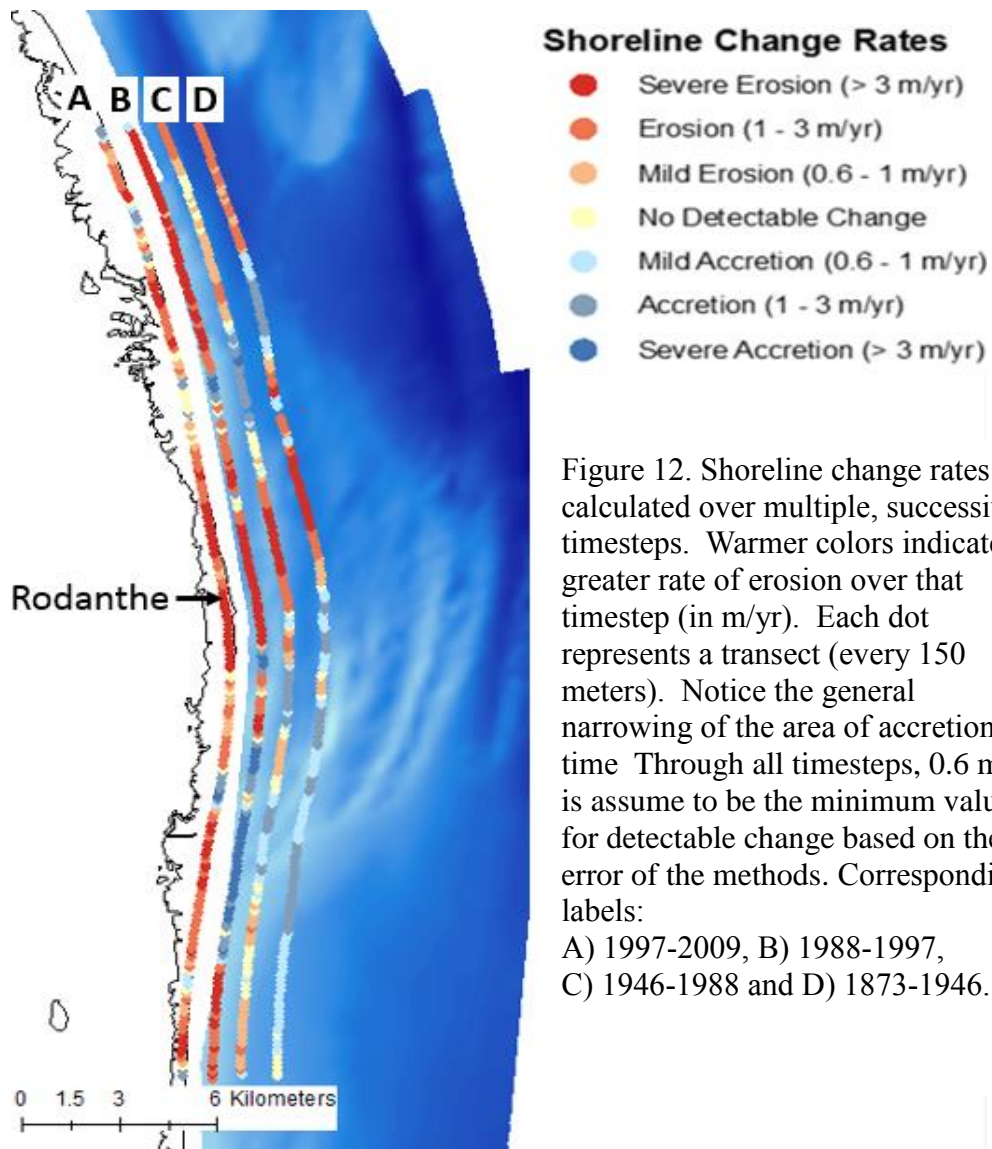 Shoreline Change Rates
Severe Erosion (> 3 m/yr)
Erosion (1 - 3 m/yr)
Mild Erosion (0.6 - 1 m/yr)
No Detectable Change
Mild Accretion (0.6 - 1 m/yr)
Accretion (1 - 3 m/yr)
Severe Accretion (> 3 m/yr)
A B C D
Rodanthe
0 1.5 3 6 Kilometers
Figure 12. Shoreline change rates
calculated over multiple,
timesteps. Warmer colors
greater rate of erosion over that
timestep (in m/yr). Each dot
represents a transect (every 150
meters). Notice the general
narrowing of the area of accretion
time Through all timesteps, 0.6
is assume to be the minimum
for detectable change based on the
error of the methods.
labels:
A) 1997-2009, B) 1988-1997,
C) 1946-1988 and D) 1873-1946.